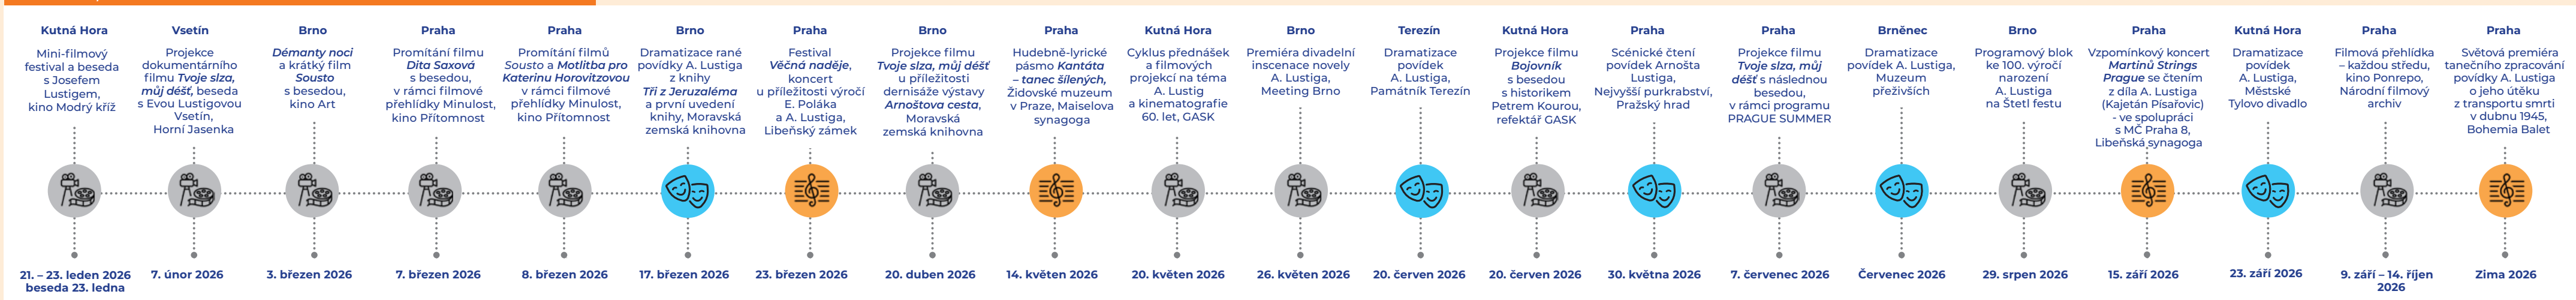 Kutná Hora
Mini-filmový
festival a beseda
s Josefem
Lustigem,
kino Modrý kříž
21. – 23. leden 2026
beseda 23. ledna
Vsetín
Projekce
dokumentárního
filmu Tvoje slza,
můj déšť, beseda
s Evou Lustigovou
Vsetín,
Horní Jasenka
7. únor 2026
Brno
Démanty noci
a krátký film
Sousto
s besedou,
kino Art
3. březen 2026
Praha
Promítání filmu
Dita Saxová
s besedou,
v rámci filmové
přehlídky Minulost,
kino Přítomnost
7. březen 2026
Praha
Promítání filmů
Sousto a Motlitba pro
Katerinu Horovitzovou
v rámci filmové
přehlídky Minulost,
kino Přítomnost
8. březen 2026
Brno
Dramatizace rané
povídky A. Lustiga
z knihy
Tři z Jeruzaléma
a první uvedení
knihy, Moravská
zemská knihovna
17. březen 2026
Praha
Festival
Věčná naděje,
koncert
u příležitosti výročí
E. Poláka
a A. Lustiga,
Libeňský zámek
23. březen 2026
Brno
Projekce filmu
Tvoje slza, můj déšť
u příležitosti
dernisáže výstavy
Arnoštova cesta,
Moravská
zemská knihovna
20. duben 2026
Praha
Hudebně-lyrické
pásmo Kantáta
– tanec šílených,
Židovské muzeum
v Praze, Maiselova
synagoga
14. květen 2026
Kutná Hora
Cyklus přednášek
a filmových
projekcí na téma
A. Lustig
a kinematografie
60. let, GASK
20. květen 2026
Brno
Premiéra divadelní
inscenace novely
A. Lustiga,
Meeting Brno
26. květen 2026
Terezín
Dramatizace
povídek
A. Lustiga,
Památník Terezín
20. červen 2026
Kutná Hora
Projekce filmu
Bojovník
s besedou
s historikem
Petrem Kourou,
refektář GASK
20. červen 2026
Praha
Scénické čtení
povídek Arnošta
Lustiga,
Nejvyšší purkrabství,
Pražský hrad
30. května 2026
Praha
Projekce filmu
Tvoje slza, můj
déšť s následnou
besedou,
v rámci programu
PRAGUE SUMMER
7. červenec 2026
Brněnec
Dramatizace
povídek A. Lustiga,
Muzeum
přeživších
Červenec 2026
Brno
Programový blok
ke 100. výročí
narození
A. Lustiga
na Štetl festu
29. srpen 2026
Praha
Vzpomínkový koncert
Martinů Strings
Prague se čtením
z díla A. Lustiga
(Kajetán Písařovic)
- ve spolupráci
s MČ Praha 8,
Libeňská synagoga
15. září 2026
Kutná Hora
Dramatizace
povídek
A. Lustiga,
Městské
Tylovo divadlo
23. září 2026
Praha
Filmová přehlídka
– každou středu,
kino Ponrepo,
Národní filmový
archiv
9. září – 14. říjen
2026
Praha
Světová premiéra
tanečního zpracování
povídky A. Lustiga
o jeho útěku
z transportu smrti
v dubnu 1945,
Bohemia Balet
Zima 2026